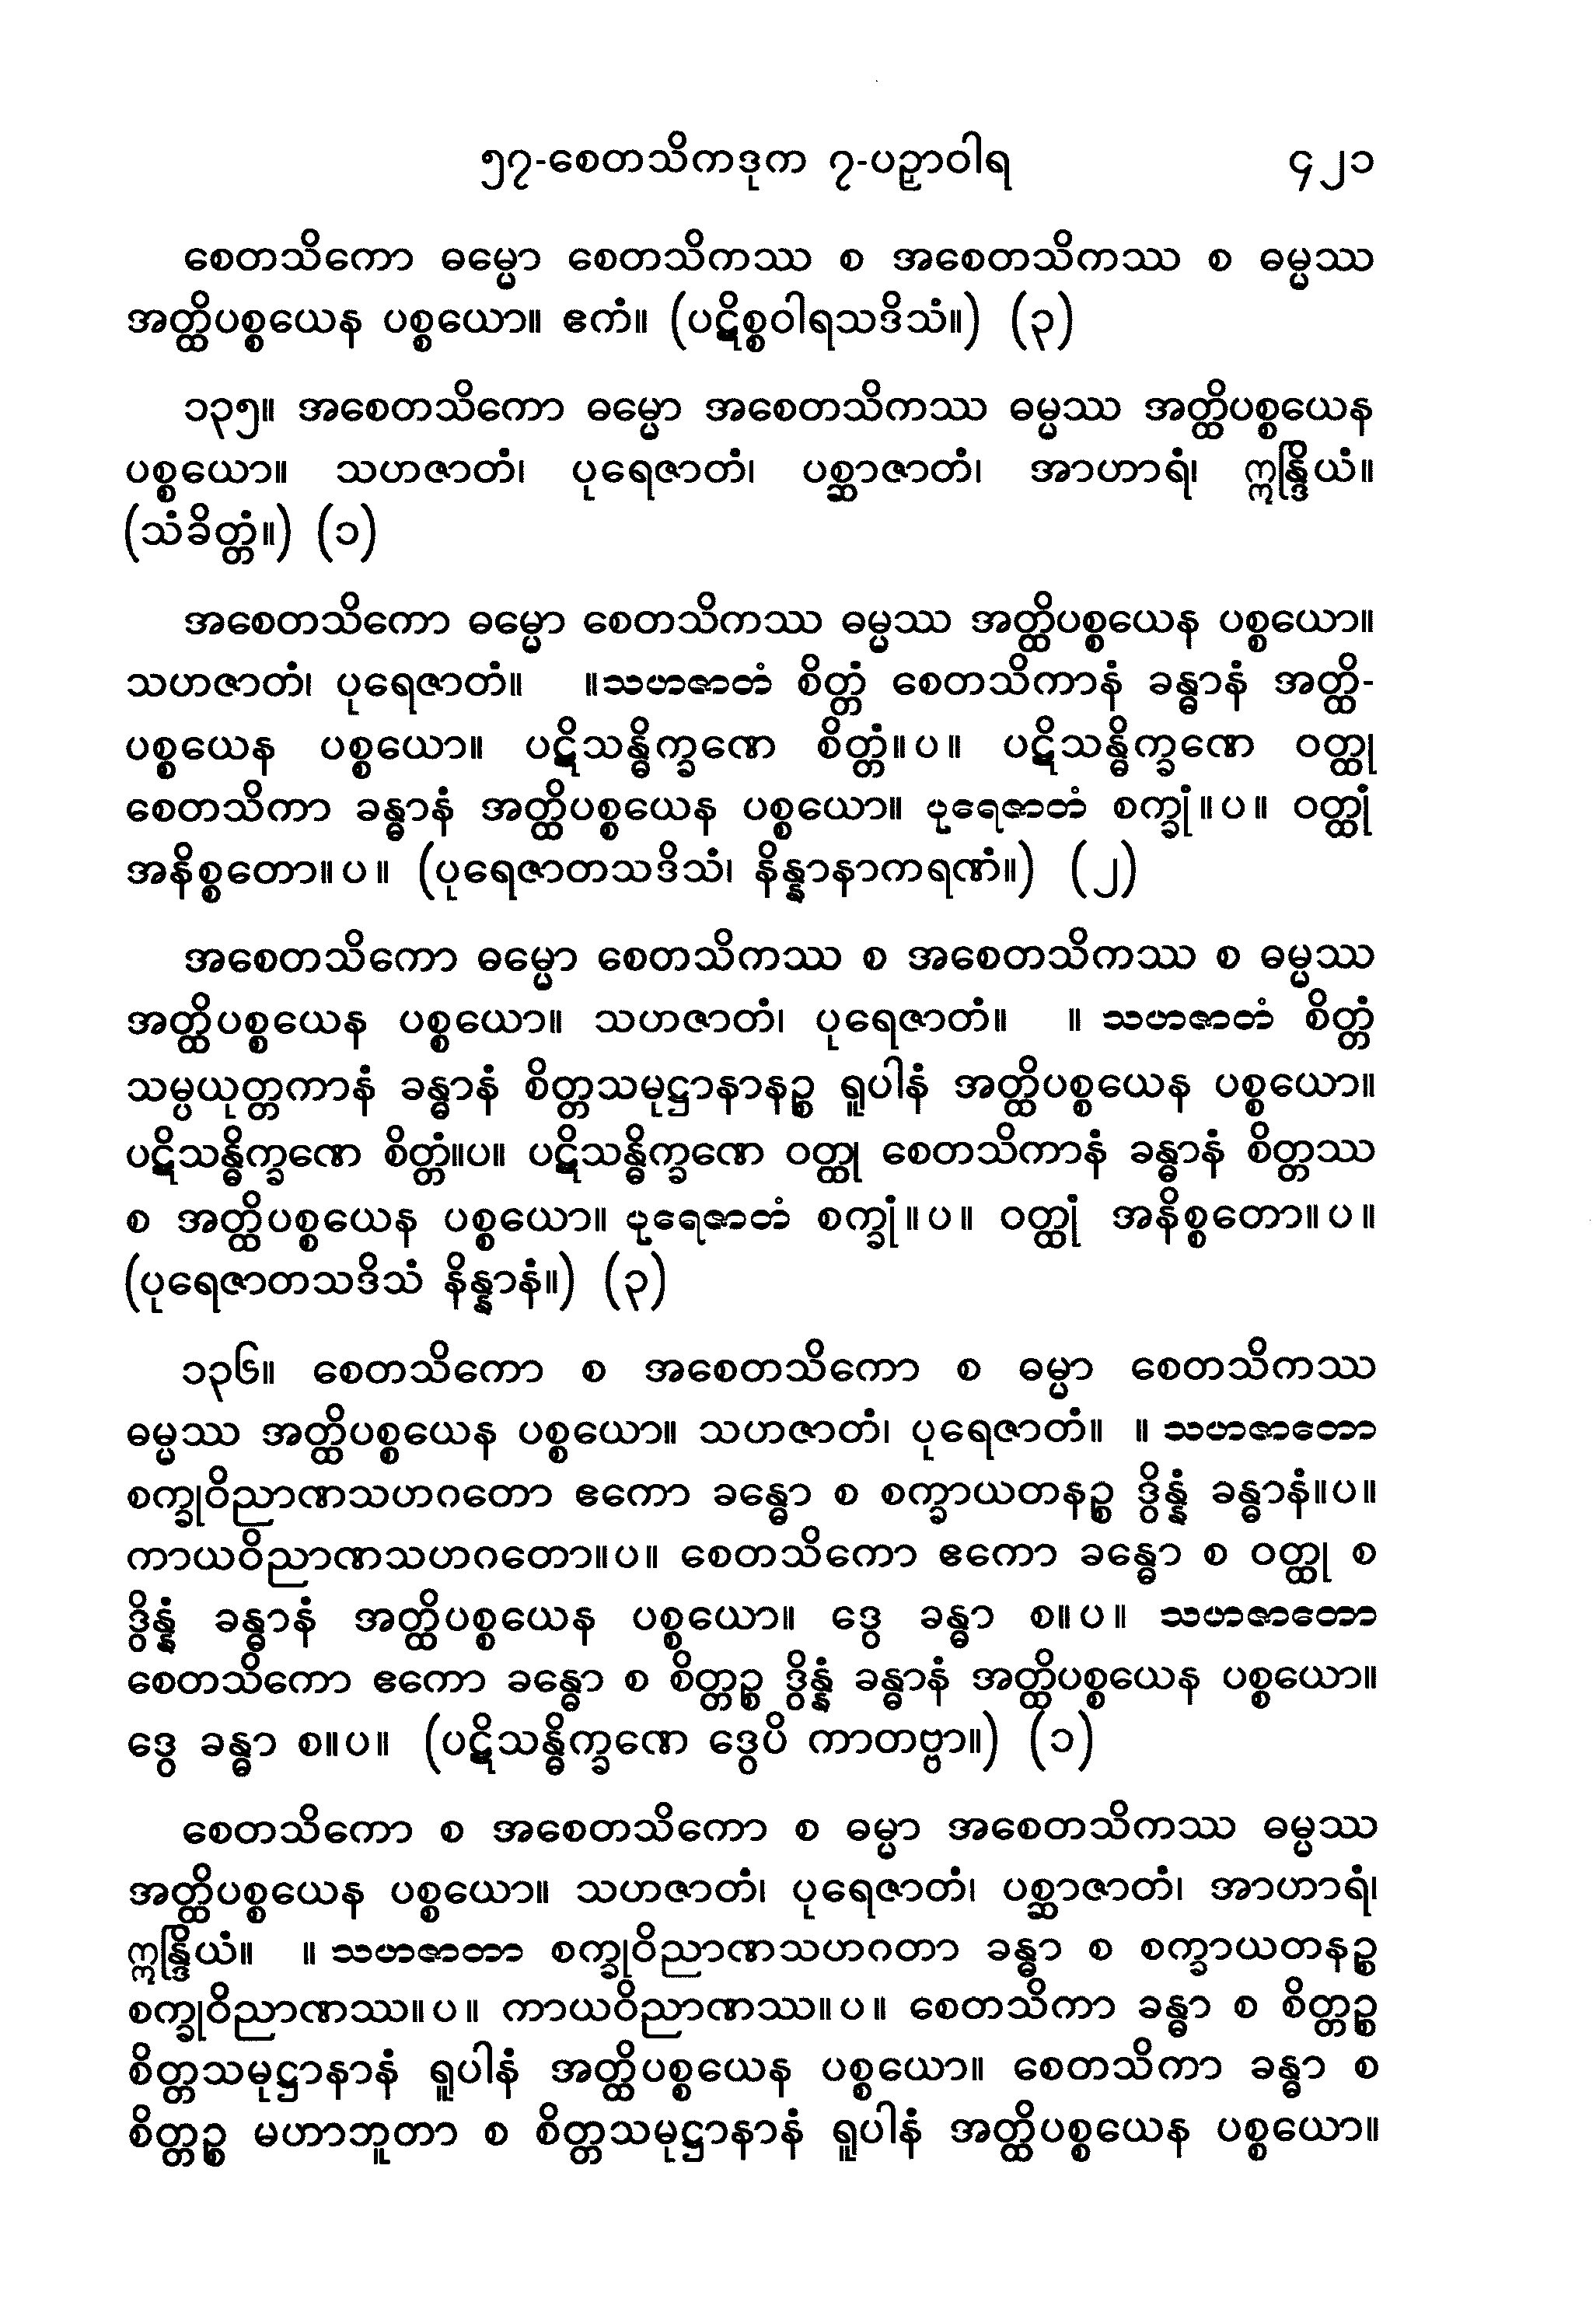 ၅၇-စေတသိကဒုက ၇-ပဉှာဝါရ ၄၂၁
စေတသိကော ဓမ္မော စေတသိကဿ စ အစေတသိကဿ စ ဓမ္မဿ
အတ္ထိပစ္စယေန ပစ္စယော။ ဧကံ။ (ပဋိစ္စဝါရသဒိသံ။) (၃)
၁၃၅။ အစေတသိကော ဓမ္မော အစေတသိကဿ ဓမ္မဿ အတ္ထိပစ္စယေန
ပစ္စယော။ သဟဇာတံ၊ ပုရေဇာတံ၊ ပစ္ဆာဇာတံ၊ အာဟာရံ၊ ဣန္ဒြိယံ။
(သံခိတ္တံ။) (၁)
အစေတသိကော ဓမ္မော စေတသိကဿ ဓမ္မဿ အတ္ထိပစ္စယေန ပစ္စယော။
သဟဇာတံ၊ ပုရေဇာတံ။ ။သဟဇာတံ စိတ္တံ စေတသိကာနံ ခန္ဓာနံ အတ္ထိ-
ပစ္စယေန ပစ္စယော။ ပဋိသန္ဓိက္ခဏေ စိတ္တံ။ပ။ ပဋိသန္ဓိက္ခဏေ ဝတ္ထု
စေတသိကာ ခန္ဓာနံ အတ္ထိပစ္စယေန ပစ္စယော။ ပုရေဇာတံ စက္ခုံ။ပ။ ဝတ္ထုံ
အနိစ္စတော။ပ။ (ပုရေဇာတသဒိသံ၊ နိန္နာနာကရဏံ။) (၂)
အစေတသိကော ဓမ္မော စေတသိကဿ စ အစေတသိကဿ စ ဓမ္မဿ
အတ္ထိပစ္စယေန ပစ္စယော။ သဟဇာတံ၊ ပုရေဇာတံ။ ။ သဟဇာတံ စိတ္တံ
သမ္ပယုတ္တကာနံ ခန္ဓာနံ စိတ္တသမုဋ္ဌာနာနဉ္စ ရူပါနံ အတ္ထိပစ္စယေန ပစ္စယော။
ပဋိသန္ဓိက္ခဏေ စိတ္တံ။ပ။ ပဋိသန္ဓိက္ခဏေ ဝတ္ထု စေတသိကာနံ ခန္ဓာနံ စိတ္တဿ
စ အတ္ထိပစ္စယေန ပစ္စယော။ ပုရေဇာတံ စက္ခုံ။ပ။ ဝတ္ထုံ အနိစ္စတော။ပ။
(ပုရေဇာတသဒိသံ နိန္နာနံ။) (၃)
၁၃၆။ စေတသိကော စ အစေတသိကော စ ဓမ္မာ စေတသိကဿ
ဓမ္မဿ အတ္ထိပစ္စယေန ပစ္စယော။ သဟဇာတံ၊ ပုရေဇာတံ။ ။ သဟဇာတော
စက္ခုဝိညာဏသဟဂတော ဧကော ခန္ဓော စ စက္ခာယတနဉ္စ ဒွိန္နံ ခန္ဓာနံ။ပ။
ကာယဝိညာဏသဟဂတော။ပ။ စေတသိကော ဧကော ခန္ဓော စ ဝတ္ထု စ
ဒွိန္နံ ခန္ဓာနံ အတ္ထိပစ္စယေန ပစ္စယော။ ဒွေ ခန္ဓာ စ။ပ။ သဟဇာတော
စေတသိကော ဧကော ခန္ဓော စ စိတ္တဉ္စ ဒွိန္နံ ခန္ဓာနံ အတ္ထိပစ္စယေန ပစ္စယော။
ဒွေ ခန္ဓာ စ။ပ။ (ပဋိသန္ဓိက္ခဏေ ဒွေပိ ကာတဗ္ဗာ။) (၁)
စေတသိကော စ အစေတသိကော စ ဓမ္မာ အစေတသိကဿ ဓမ္မဿ
အတ္ထိပစ္စယေန ပစ္စယော။ သဟဇာတံ၊ ပုရေဇာတံ၊ ပစ္ဆာဇာတံ၊ အာဟာရံ၊
ဣန္ဒြိယံ။ ။ သဟဇာတာ စက္ခုဝိညာဏသဟဂတာ ခန္ဓာ စ စက္ခာယတနဉ္စ
စက္ခုဝိညာဏဿ။ပ။ ကာယဝိညာဏဿ။ပ။ စေတသိကာ ခန္ဓာ စ စိတ္တဉ္စ
စိတ္တသမုဋ္ဌာနာနံ ရူပါနံ အတ္ထိပစ္စယေန ပစ္စယော။ စေတသိကာ ခန္ဓာ စ
စိတ္တဉ္စ မဟာဘူတာ စ စိတ္တသမုဋ္ဌာနာနံ ရူပါနံ အတ္ထိပစ္စယေန ပစ္စယော။